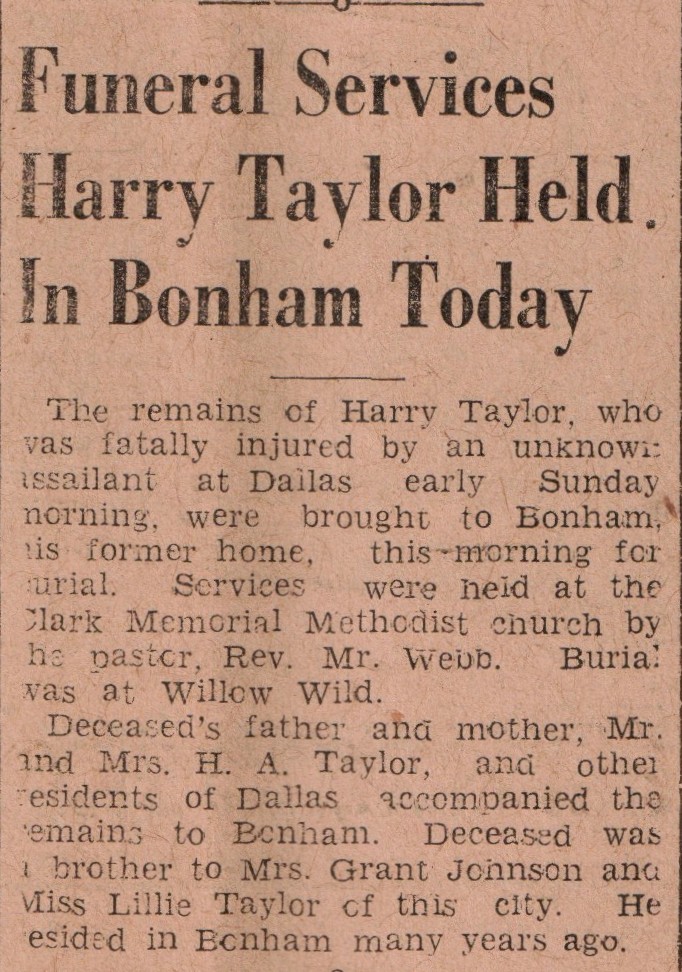 Funeral Services
Harry Taylor Held.
In Bonham Today
The remains of Harry Taylor, who
was fatally injured by an unknown
assailant at Dallas early Sunday
morning, were brought to Bonham,
his former home, this morning for
burial. Services were held at the
Clark Memorial Methodist church by
the pastor, Rev. Mr. Webb. Burial
was at Willow Wild.
Deceased's father and mother, Mr.
and Mrs. H. A. Taylor, and other
residents of Dallas accompanied the
remains to Bonham. Deceased was
a brother to Mrs. Grant Johnson and
Miss Lillie Taylor of this city. He
resided in Bonham many years ago.